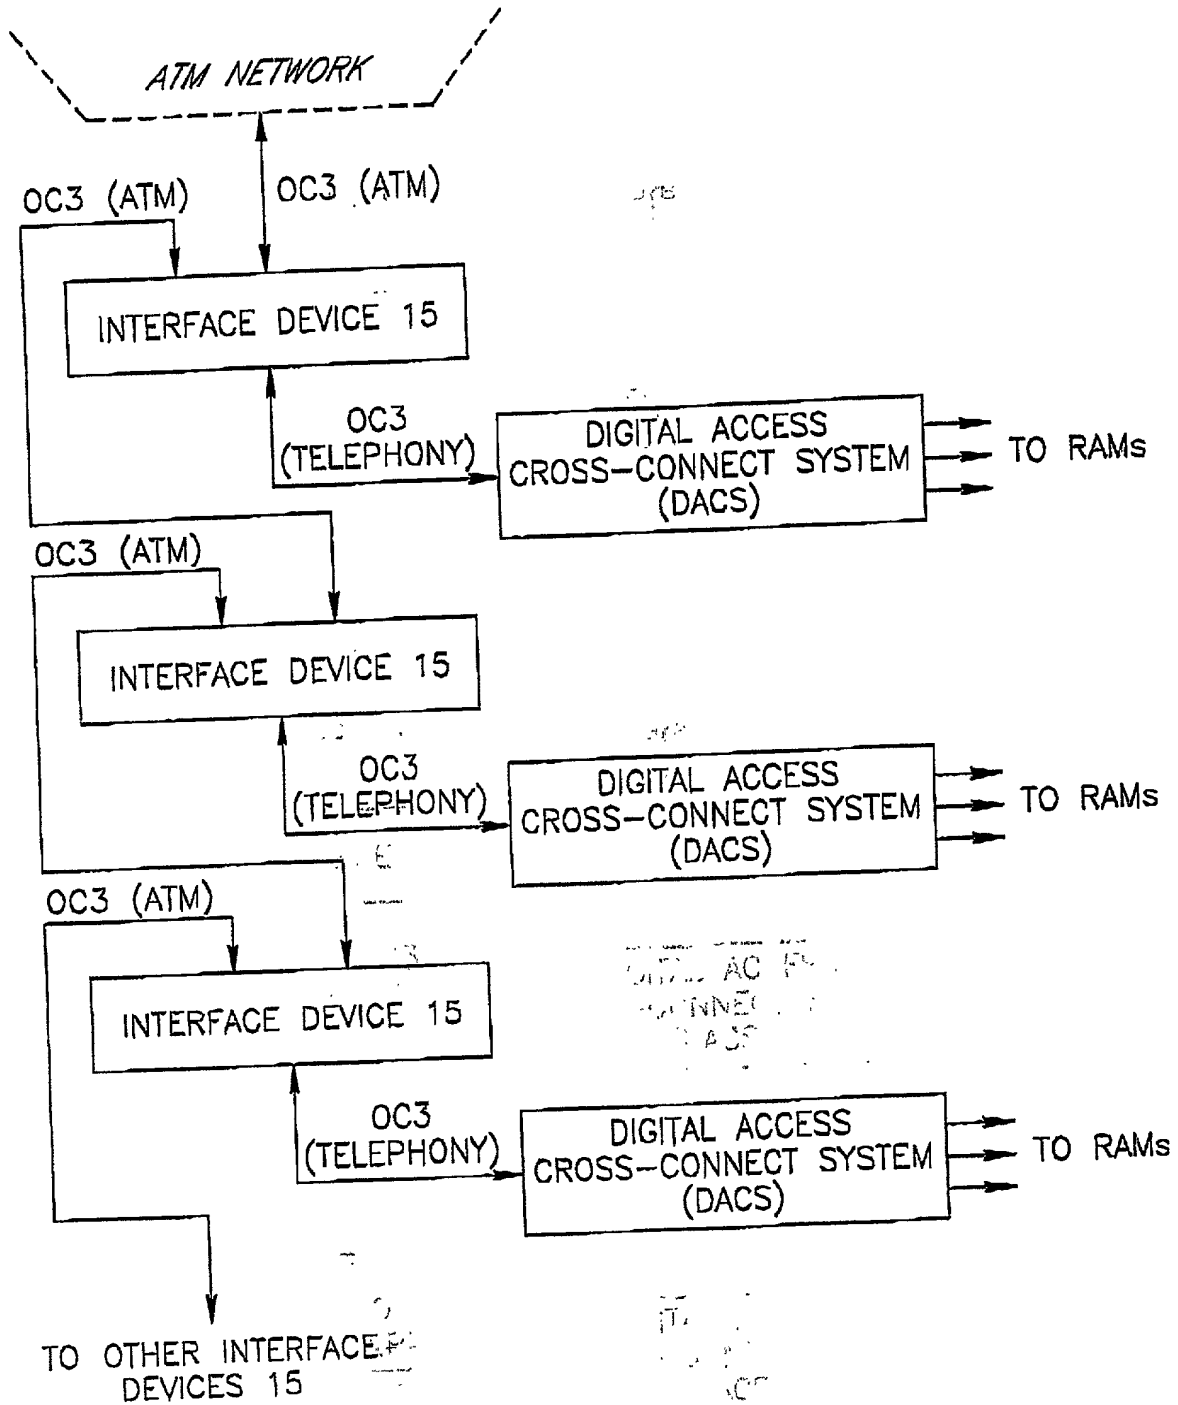 ATM NETWORK
OC3 (ATM)
OC3 (ATM)
INTERFACE DEVICE 15
OC3
(TELEPHONY)
DIGITAL ACCESS
CROSS-CONNECT SYSTEM
(DACS)
TO RAMs
OC3 (ATM)
INTERFACE DEVICE 15
OC3
(TELEPHONY)
DIGITAL ACCESS
CROSS-CONNECT SYSTEM
(DACS)
TO RAMs
OC3 (ATM)
INTERFACE DEVICE 15
OC3
(TELEPHONY)
DIGITAL ACCESS
CROSS-CONNECT SYSTEM
(DACS)
TO RAMs
TO OTHER INTERFACE
DEVICES 15